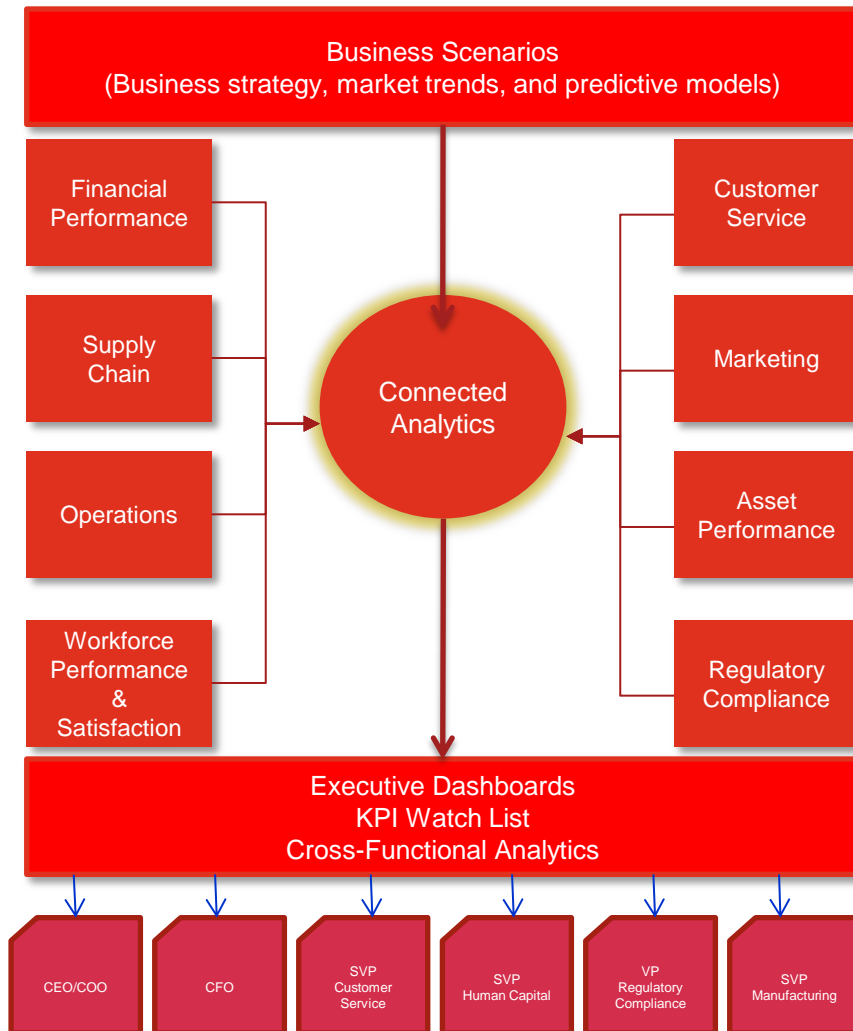 Business Scenarios
(Business strategy, market trends, and predictive models)
Financial
Performance
Customer
Service
Supply
Chain
Marketing
Connected
Analytics
Operations
Asset
Performance
Workforce
Performance
&
Satisfaction
Regulatory
Compliance
Executive Dashboards
KPI Watch List
Cross-Functional Analytics
CEO/COO
CFO
SVP
Customer
Service
SVP
Human Capital
VP
Regulatory
Compliance
SVP
Manufacturing